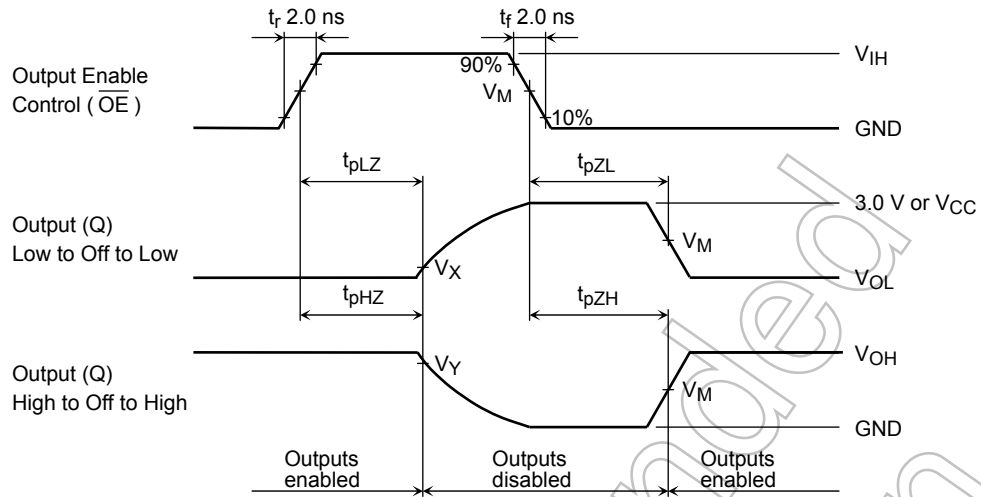 tr 2.0 ns
tf 2.0 ns
Output Enable
Control ( OE )
90%
VM
10%
VIH
GND
tpLZ
tpZL
Output (Q)
Low to Off to Low
3.0 V or VCC
VM
VX
VOL
tpHZ
tpZH
Output (Q)
High to Off to High
VY
VOH
VM
GND
Outputs
enabled
Outputs
disabled
Outputs
enabled